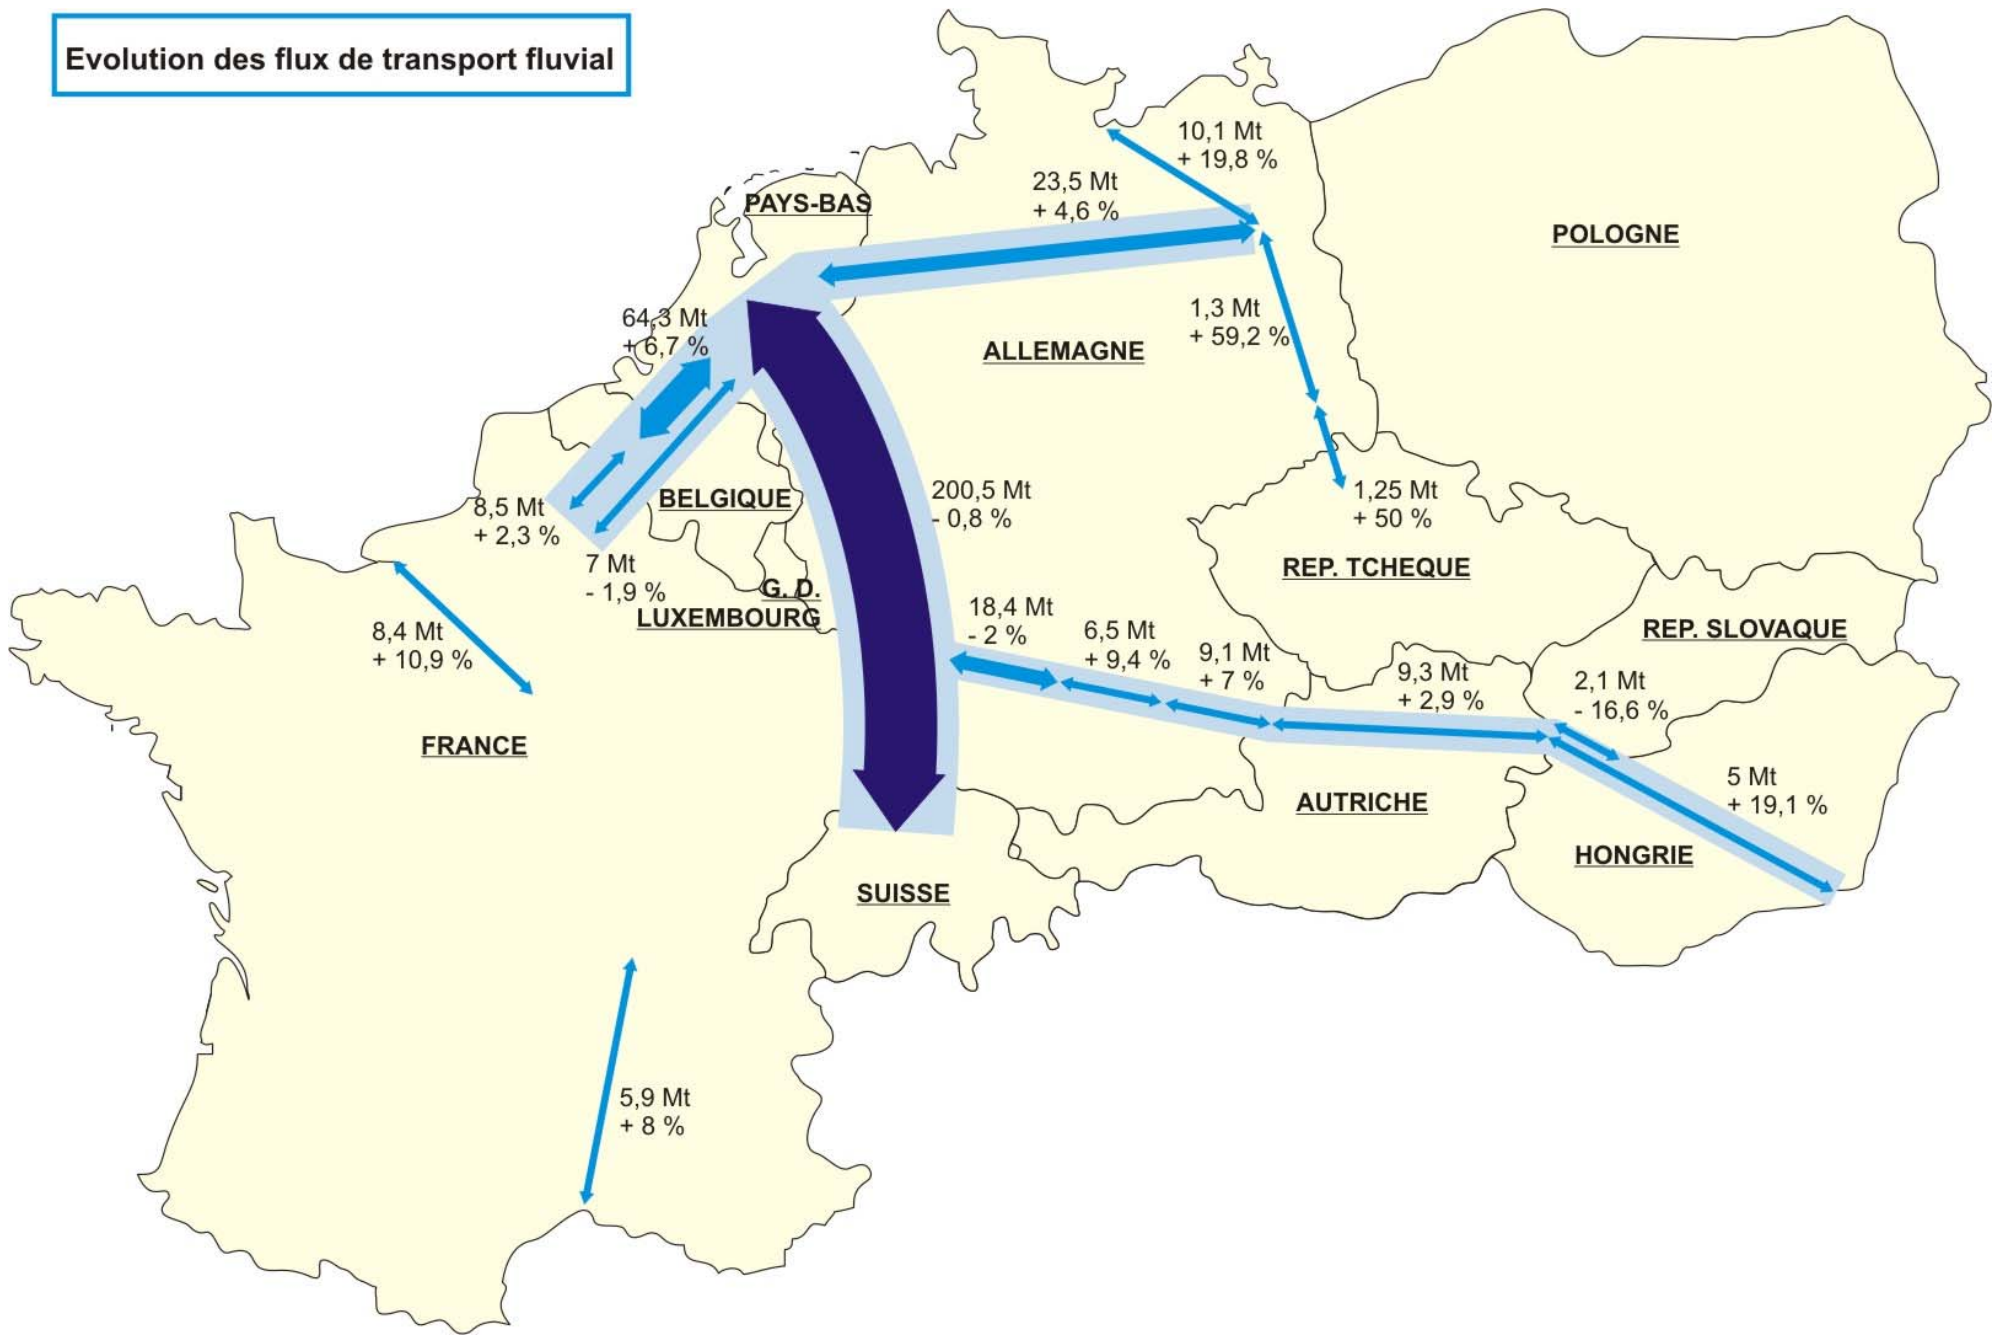 Evolution des flux de transport fluvial
10,1 Mt
+ 19,8 %
23,5 Mt
+ 4,6 %
PAYS-BAS
POLOGNE
64,3 Mt
+ 6,7 %
1,3 Mt
+ 59,2 %
ALLEMAGNE
8,5 Mt
+ 2,3 %
BELGIQUE
200,5 Mt
- 0,8 %
1,25 Mt
+ 50 %
7 Mt
- 1,9 %
REP. TCHEQUE
G. D.
LUXEMBOURG
8,4 Mt
+ 10,9 %
18,4 Mt
- 2 %
6,5 Mt
+ 9,4 %
9,1 Mt
+ 7 %
REP. SLOVAQUE
9,3 Mt
+ 2,9 %
2,1 Mt
- 16,6 %
FRANCE
5 Mt
+ 19,1 %
AUTRICHE
HONGRIE
SUISSE
5,9 Mt
+ 8 %